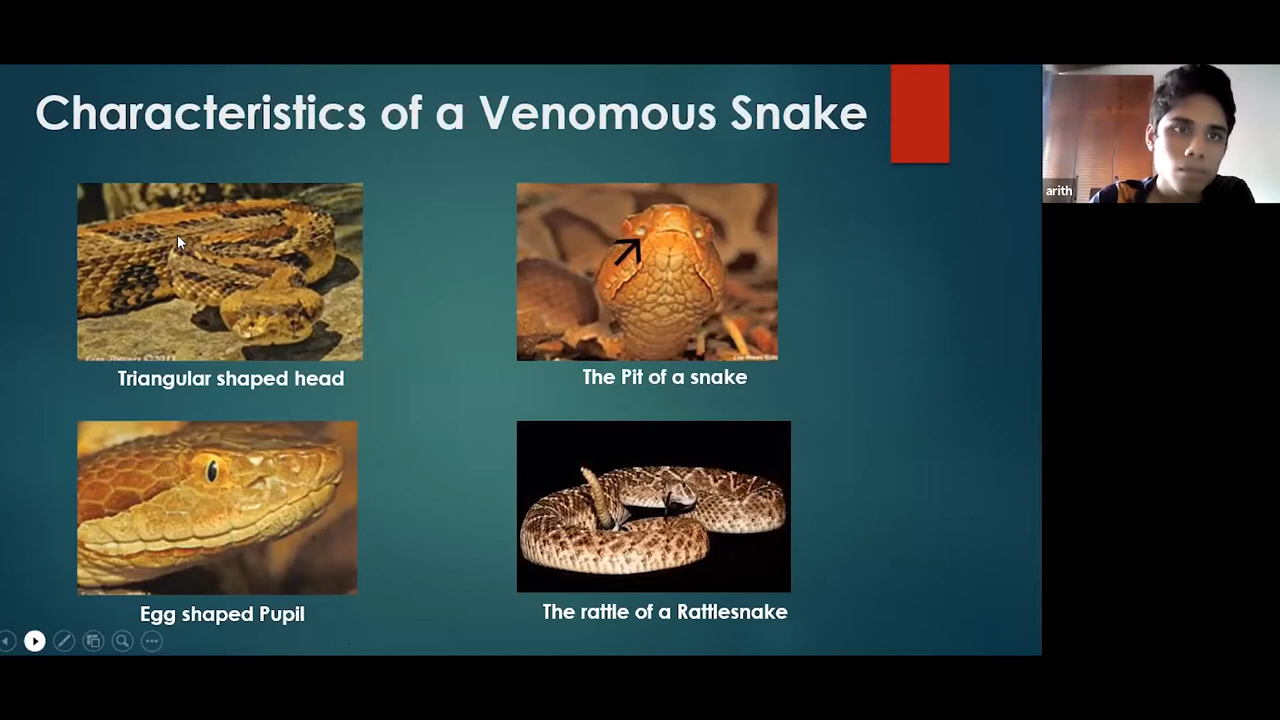 Characteristics of a Venomous Snake
arith
Triangular shaped head
The Pit of a snake
Egg shaped Pupil
The rattle of a Rattlesnake